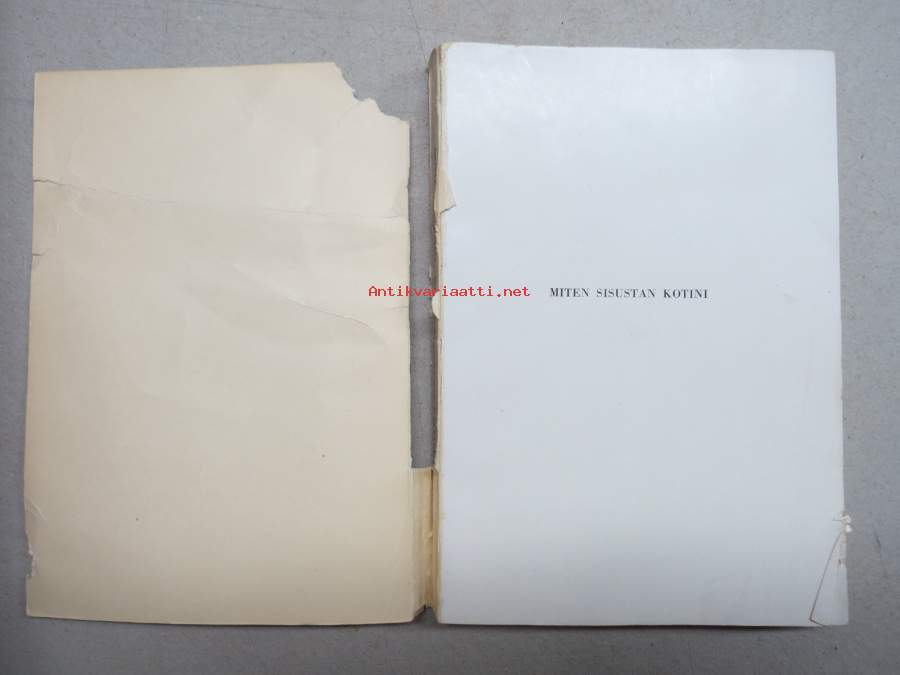 Antikvariaatti.net
MITEN SISUSTAN KOTINI